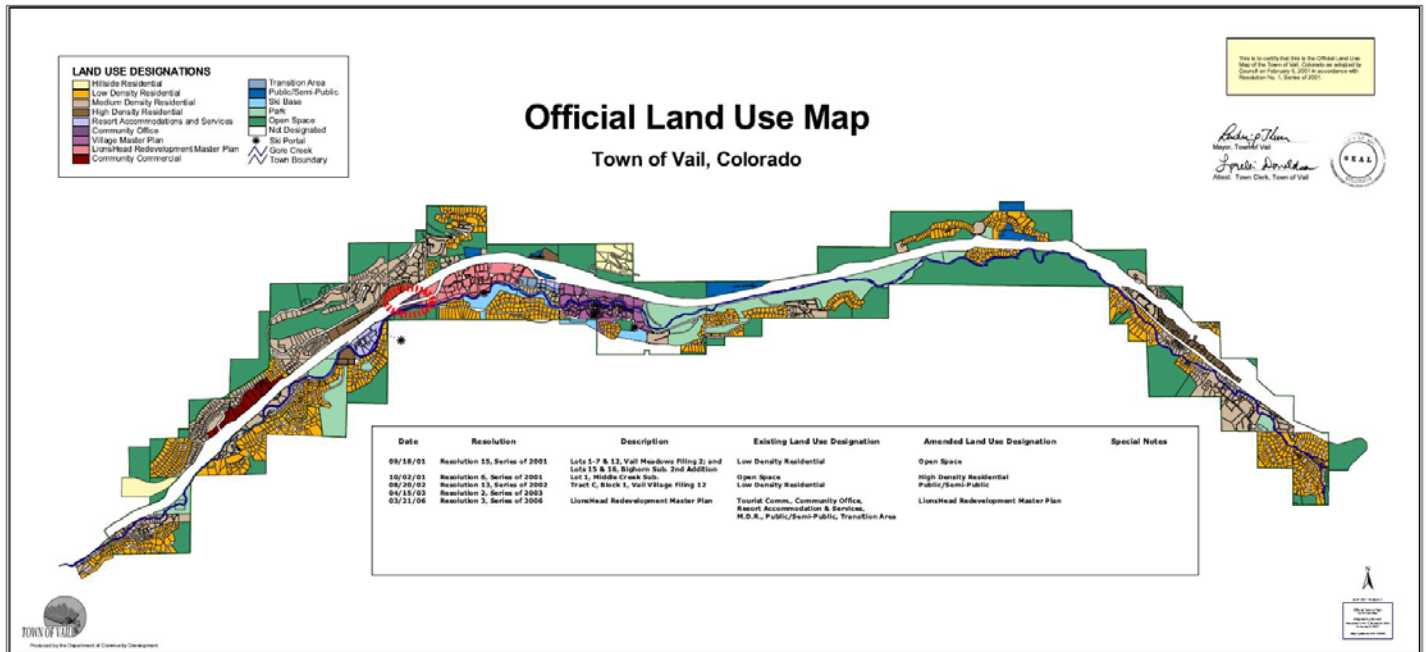 LAND USE DESIGNATIONS
Hillside Residential
Low Density Residential
Medium Density Residential
High Density Residential
Resort Accommodations and Services
Community Office
Village Master Plan
LionsHead Redevelopment Master Plan
Community Commercial
Transition Area
Public/Semi-Public
Ski Base
Park
Open Space
Not Designated
Ski Portal
Gore Creek
Town Boundary
Official Land Use Map
Town of Vail, Colorado
This is to certify that this is the Official Land Use
Map of the Town of Vail, Colorado as adopted by
Council on February 6, 2001 in accordance with
Resolution No. 1, Series of 2001.
Mayor, Town of Vail
Lorelei Donaldson
Attest: Town Clerk, Town of Vail
SEAL
Date Resolution Description Existing Land Use Designation Amended Land Use Designation Special Notes
09/18/01 Resolution 15, Series of 2001 Lots 1-7 & 12, Vail Meadows Filing 2; and Low Density Residential Open Space
Lots 15 & 16, Bighorn Sub. 2nd Addition
10/02/01 Resolution 6, Series of 2001 Lot 1, Middle Creek Sub. Open Space High Density Residential
08/20/02 Resolution 13, Series of 2002 Tract C, Block 1, Vail Village Filing 12 Low Density Residential Public/Semi-Public
04/15/03 Resolution 2, Series of 2003
03/21/06 Resolution 3, Series of 2006 LionsHead Redevelopment Master Plan Tourist Comm., Community Office, LionsHead Redevelopment Master Plan
Resort Accommodation & Services,
M.D.R., Public/Semi-Public, Transition Area
N
TOWN OF VAIL
Produced by the Department of Community Development